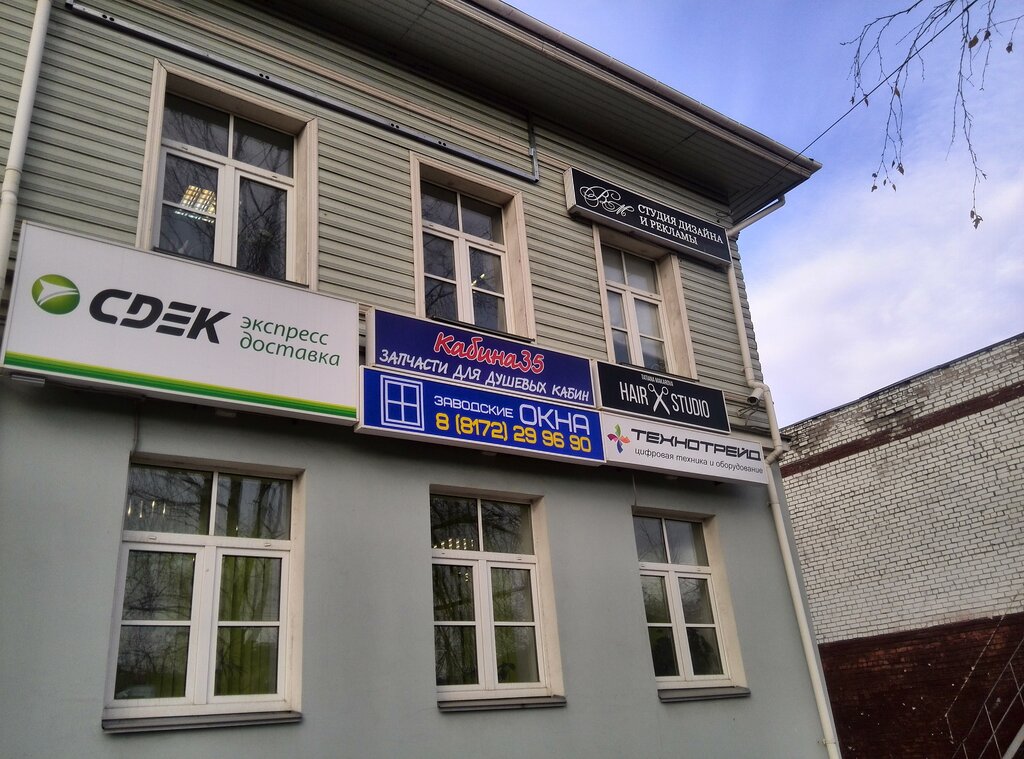 СДЕК
экспресс
доставка
Кабина35
ЗАПЧАСТИ ДЛЯ ДУШЕВЫХ КАБИН
ЗАВОДСКИЕ ОКНА
8 (8172) 29 96 90
ВМ
СТУДИЯ ДИЗАЙНА
И РЕКЛАМЫ
HAIR STUDIO
ТЕХНОТРЕЙД
цифровая техника и оборудование